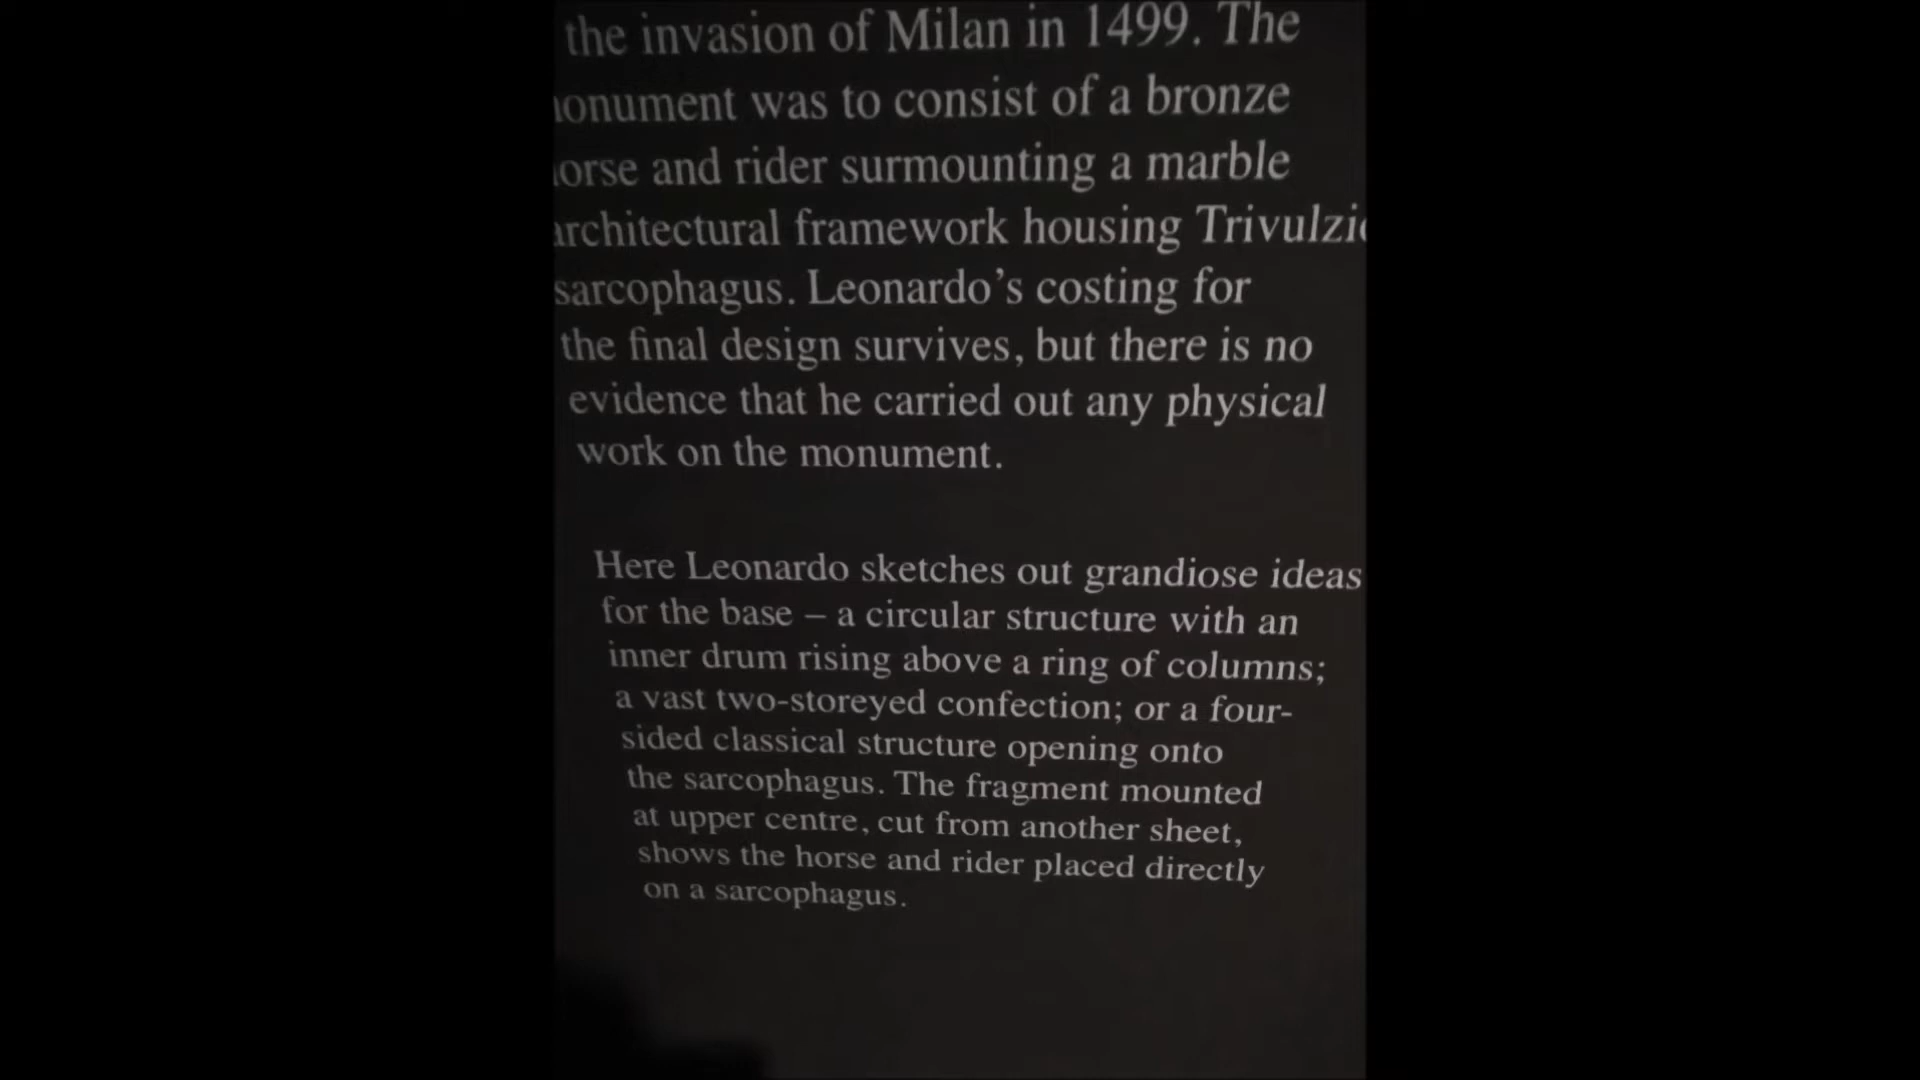 the invasion of Milan in 1499. The
onument was to consist of a bronze
orse and rider surmounting a marble
architectural framework housing Trivulzio
sarcophagus. Leonardo’s costing for
the final design survives, but there is no
evidence that he carried out any physical
work on the monument.
Here Leonardo sketches out grandiose ideas
for the base – a circular structure with an
inner drum rising above a ring of columns;
a vast two-storeyed confection; or a four-
sided classical structure opening onto
the sarcophagus. The fragment mounted
at upper centre, cut from another sheet,
shows the horse and rider placed directly
on a sarcophagus.